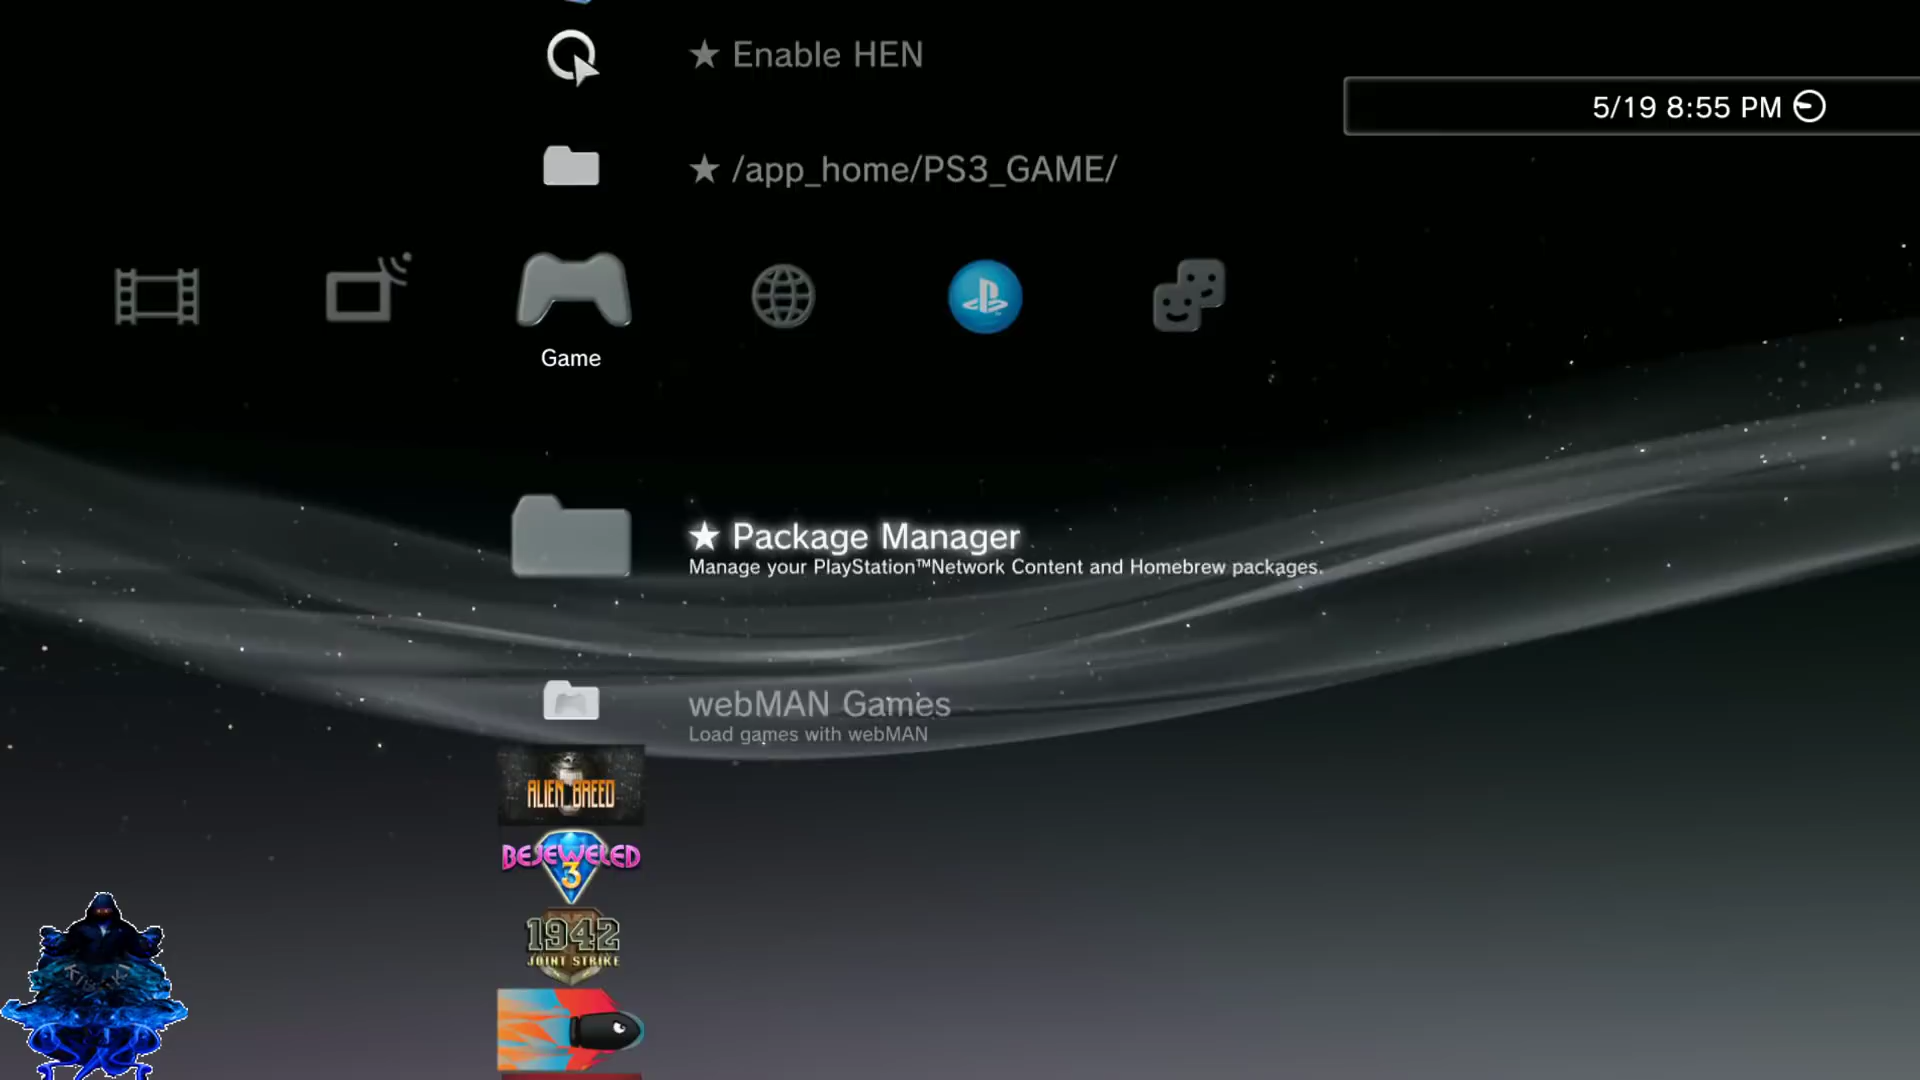 ★ Enable HEN
5/19 8:55 PM
★ /app_home/PS3_GAME/
Game
★ Package Manager
Manage your PlayStation™Network Content and Homebrew packages.
webMAN Games
Load games with webMAN
ALIEN BREED
BEJEWELED
3
1942
JOINT STRIKE